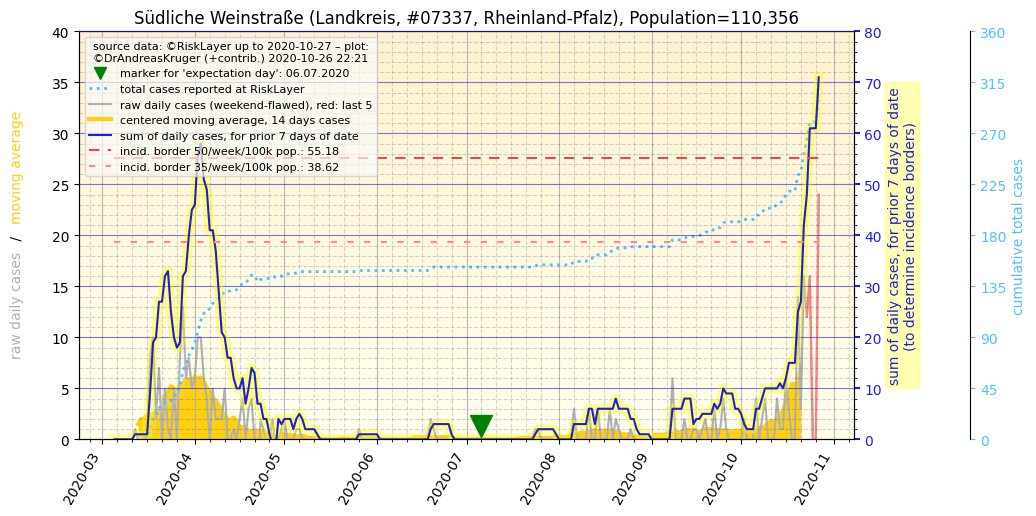 Südliche Weinstraße (Landkreis, #07337, Rheinland-Pfalz), Population=110,356
source data: ©RiskLayer up to 2020-10-27 – plot:
©DrAndreasKruger (+contrib.) 2020-10-26 22:21
marker for 'expectation day': 06.07.2020
total cases reported at RiskLayer
raw daily cases (weekend-flawed), red: last 5
centered moving average, 14 days cases
sum of daily cases, for prior 7 days of date
incid. border 50/week/100k pop.: 55.18
incid. border 35/week/100k pop.: 38.62
raw daily cases / moving average
40
35
30
25
20
15
10
5
0
80
70
60
50
40
30
20
10
0
sum of daily cases, for prior 7 days of date
(to determine, incidence borders)
360
315
270
225
180
135
90
45
0
cumulative total cases
2020-03
2020-04
2020-05
2020-06
2020-07
2020-08
2020-09
2020-10
2020-11